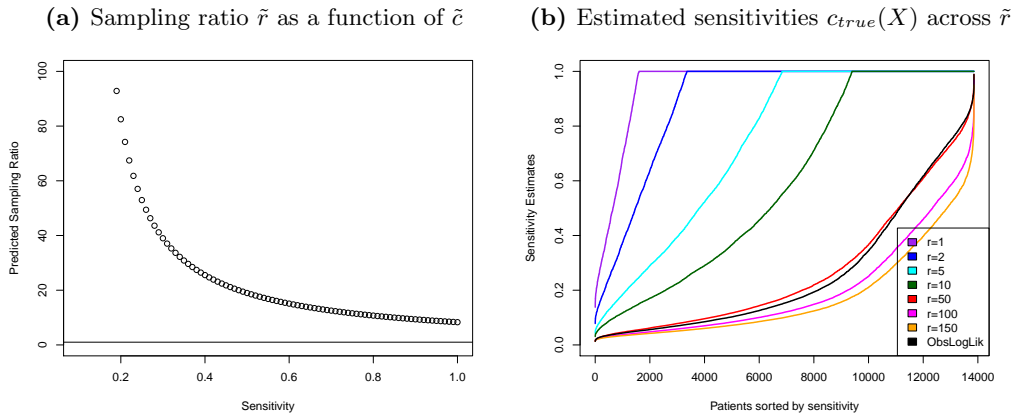 (a) Sampling ratio r̃ as a function of c̃
(b) Estimated sensitivities c_true(X) across r̃
100
80
60
40
20
0
Predicted Sampling Ratio
0.2
0.4
0.6
0.8
1.0
Sensitivity
1.0
0.8
0.6
0.4
0.2
0.0
Sensitivity Estimates
r=1
r=2
r=5
r=10
r=50
r=100
r=150
ObsLogLik
0
2000
4000
6000
8000
10000
12000
14000
Patients sorted by sensitivity